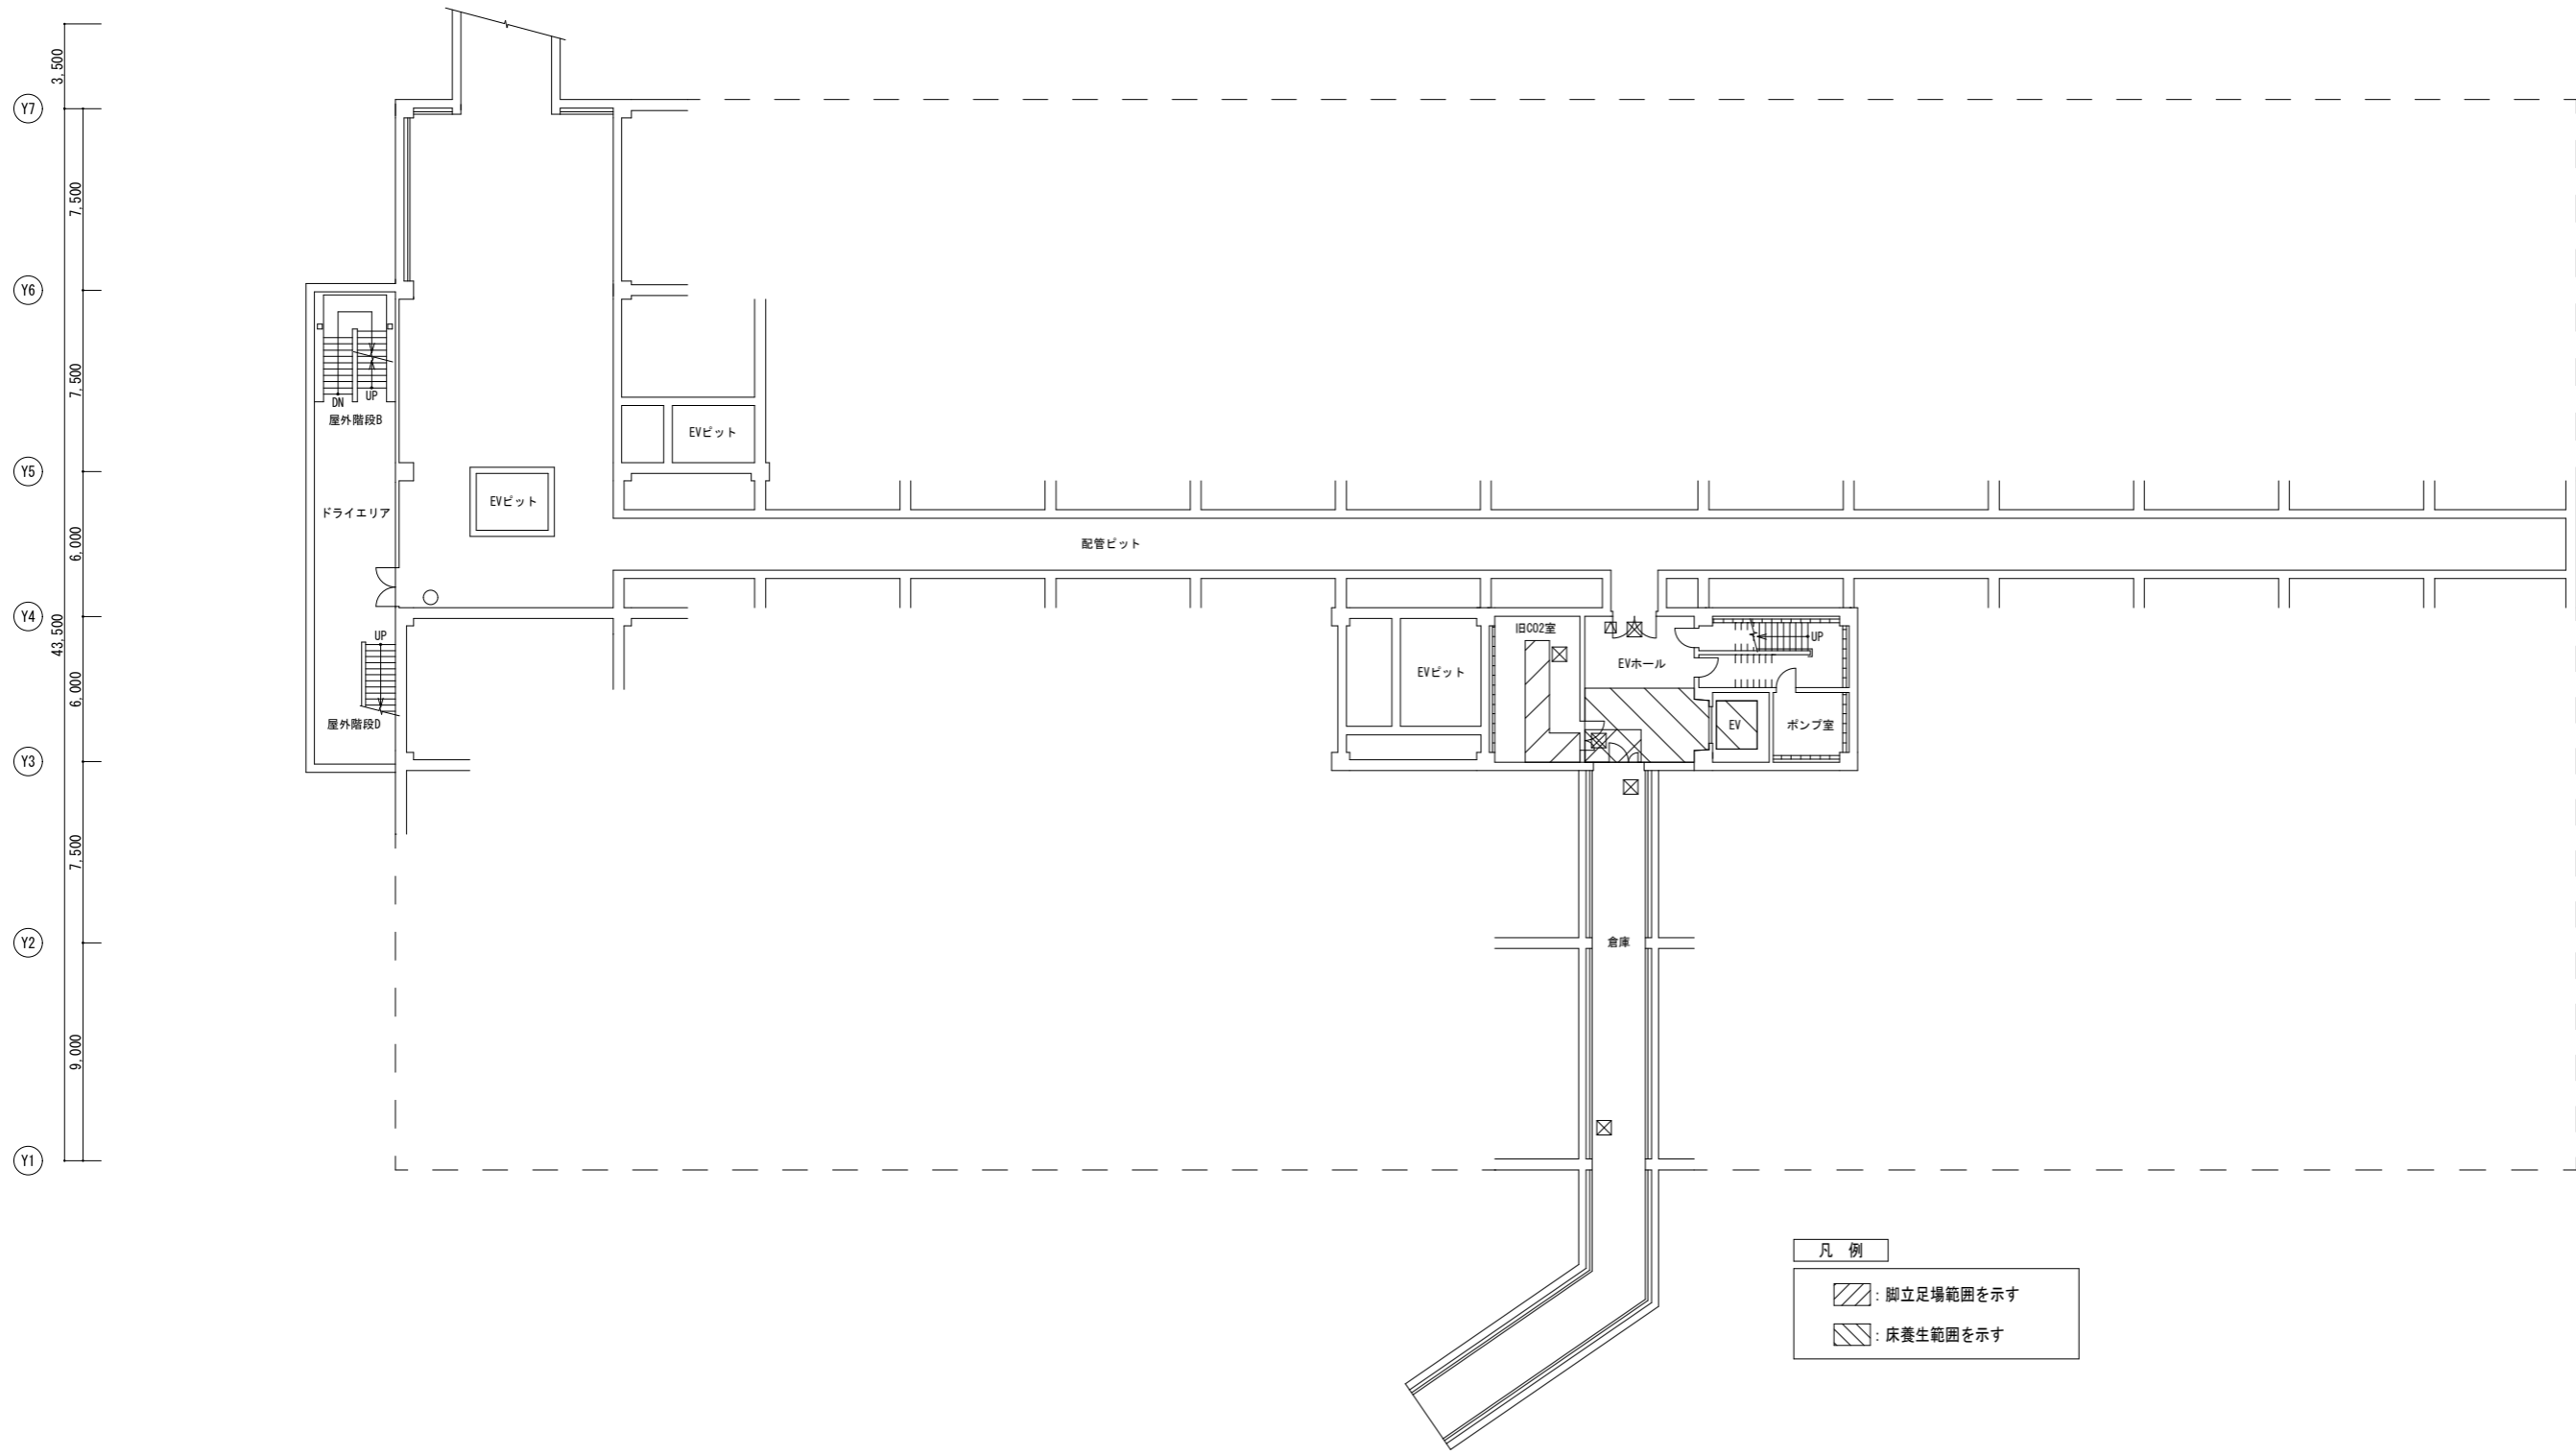 3,500
Y7
7,500
Y6
7,500
DN
UP
屋外階段B
EVピット
Y5
EVピット
ドライエリア
6,000
配管ピット
Y4
43,500
UP
旧CO2室
UP
EVホール
EVピット
6,000
屋外階段D
EV
ポンプ室
Y3
7,500
Y2
倉庫
9,000
Y1
凡 例
: 脚立足場範囲を示す
: 床養生範囲を示す